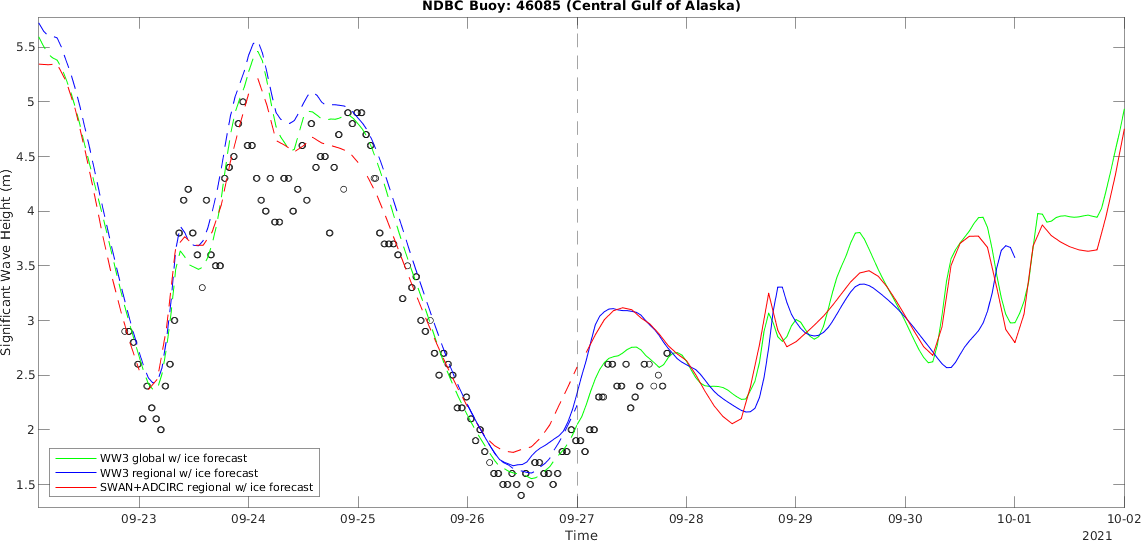 NDBC Buoy: 46085 (Central Gulf of Alaska)
5.5
5
4.5
4
3.5
3
2.5
2
1.5
Significant Wave Height (m)
WW3 global w/ ice forecast
WW3 regional w/ ice forecast
SWAN+ADCIRC regional w/ ice forecast
09-23 09-24 09-25 09-26 09-27 09-28 09-29 09-30 10-01 10-02
Time
2021